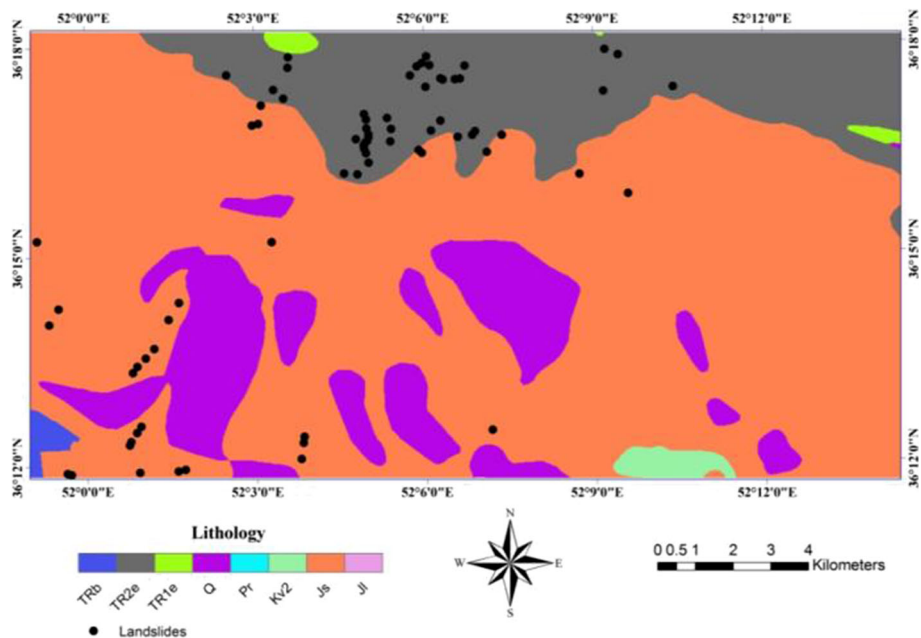 52°0'0"E 52°3'0"E 52°6'0"E 52°9'0"E 52°12'0"E
36°18'0"N 36°18'0"N
36°15'0"N 36°15'0"N
36°12'0"N 36°12'0"N
52°0'0"E 52°3'0"E 52°6'0"E 52°9'0"E 52°12'0"E
Lithology
TRb TR2e TR1e Q Pr Kv2 Js Jl
Landslides
N
W E
S
0 0.5 1 2 3 4 Kilometers